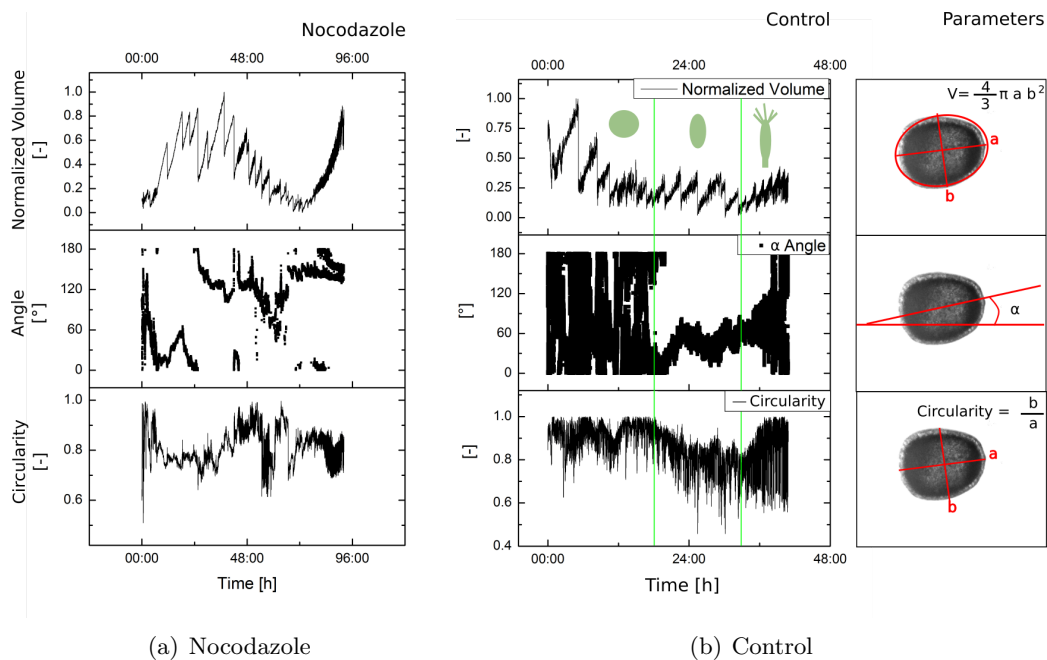 Nocodazole
Control
Parameters
00:00 48:00 96:00
00:00 24:00 48:00
Normalized Volume
[-]
1.0
0.8
0.6
0.4
0.2
0.0
Angle
[°]
180
120
60
0
Circularity
[-]
1.0
0.8
0.6
00:00 48:00 96:00
Time [h]
Normalized Volume
[-]
1.00
0.75
0.50
0.25
0.00
α Angle
[°]
180
120
60
0
Circularity
[-]
1.0
0.8
0.6
0.4
00:00 24:00 48:00
Time [h]
V= 4/3 π a b²
a
b
α
Circularity = b/a
a
b
(a) Nocodazole
(b) Control